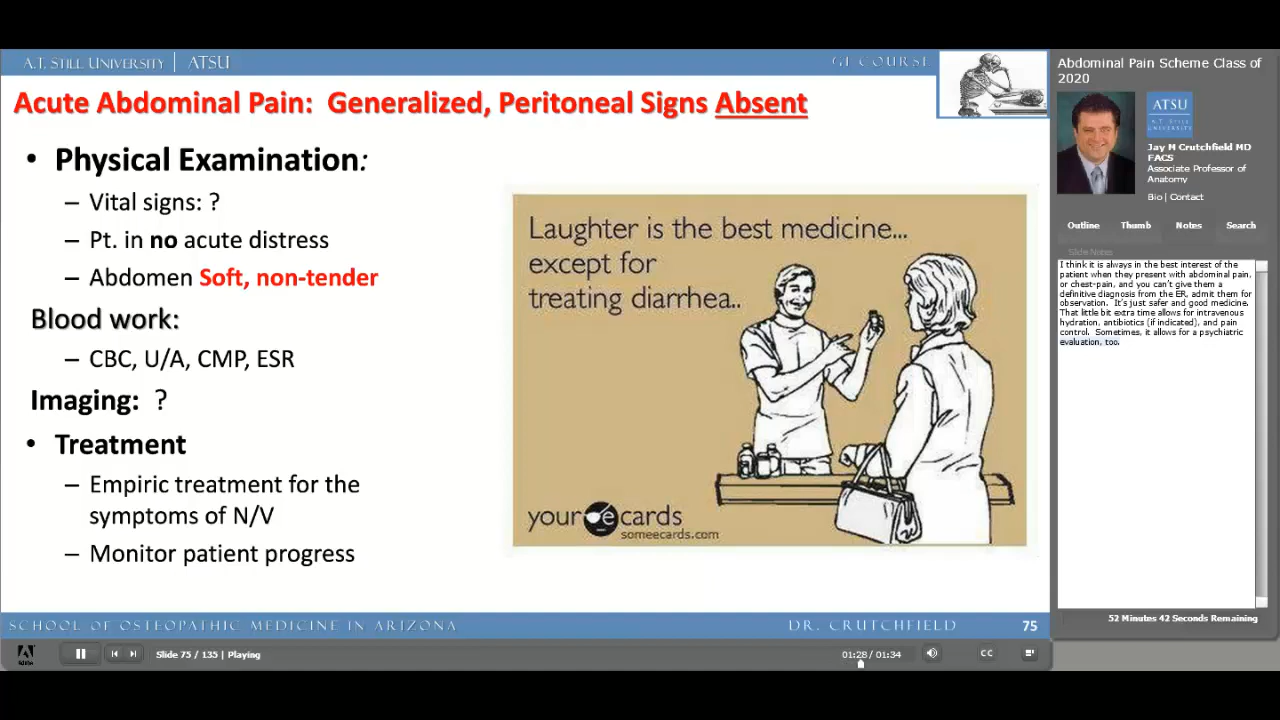 A.T. STILL UNIVERSITY | ATSU
GI COURSE
Acute Abdominal Pain: Generalized, Peritoneal Signs Absent
• Physical Examination:
– Vital signs: ?
– Pt. in no acute distress
– Abdomen Soft, non-tender
Blood work:
– CBC, U/A, CMP, ESR
Imaging: ?
• Treatment
– Empiric treatment for the
symptoms of N/V
– Monitor patient progress
Laughter is the best medicine...
except for
treating diarrhea..
your e cards
someecards.com
SCHOOL OF OSTEOPATHIC MEDICINE IN ARIZONA
DR. CRUTCHFIELD
75
Slide 75 / 135 | Playing
01:28 / 01:34
CC
Abdominal Pain Scheme Class of
2020
ATSU
A.T. STILL
UNIVERSITY
Jay M Crutchfield MD
FACS
Associate Professor of
Anatomy
Bio | Contact
Outline
Thumb
Notes
Search
Slide Notes
I think it is always in the best interest of the
patient when they present with abdominal pain,
or chest-pain, and you can't give them a
definitive diagnosis from the ER, admit them for
observation.  It's just safer and good medicine.
That little bit extra time allows for intravenous
hydration, antibiotics (if indicated), and pain
control.  Sometimes, it allows for a psychiatric
evaluation, too.
52 Minutes 42 Seconds Remaining